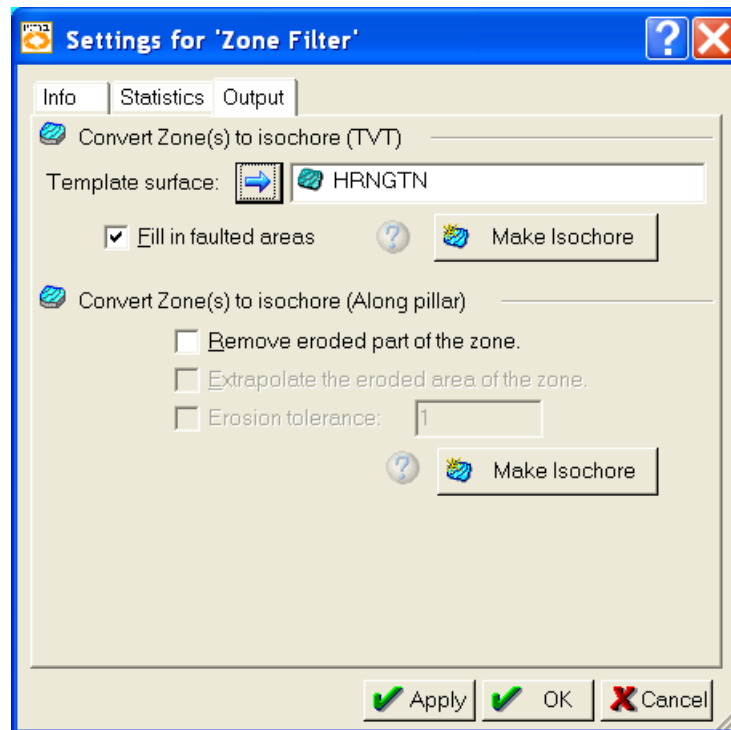 Settings for 'Zone Filter'
Info Statistics Output
Convert Zone(s) to isochore (TVT)
Template surface: HRNGTN
Fill in faulted areas ? Make Isochore
Convert Zone(s) to isochore (Along pillar)
Remove eroded part of the zone.
Extrapolate the eroded area of the zone.
Erosion tolerance: 1
? Make Isochore
Apply OK Cancel